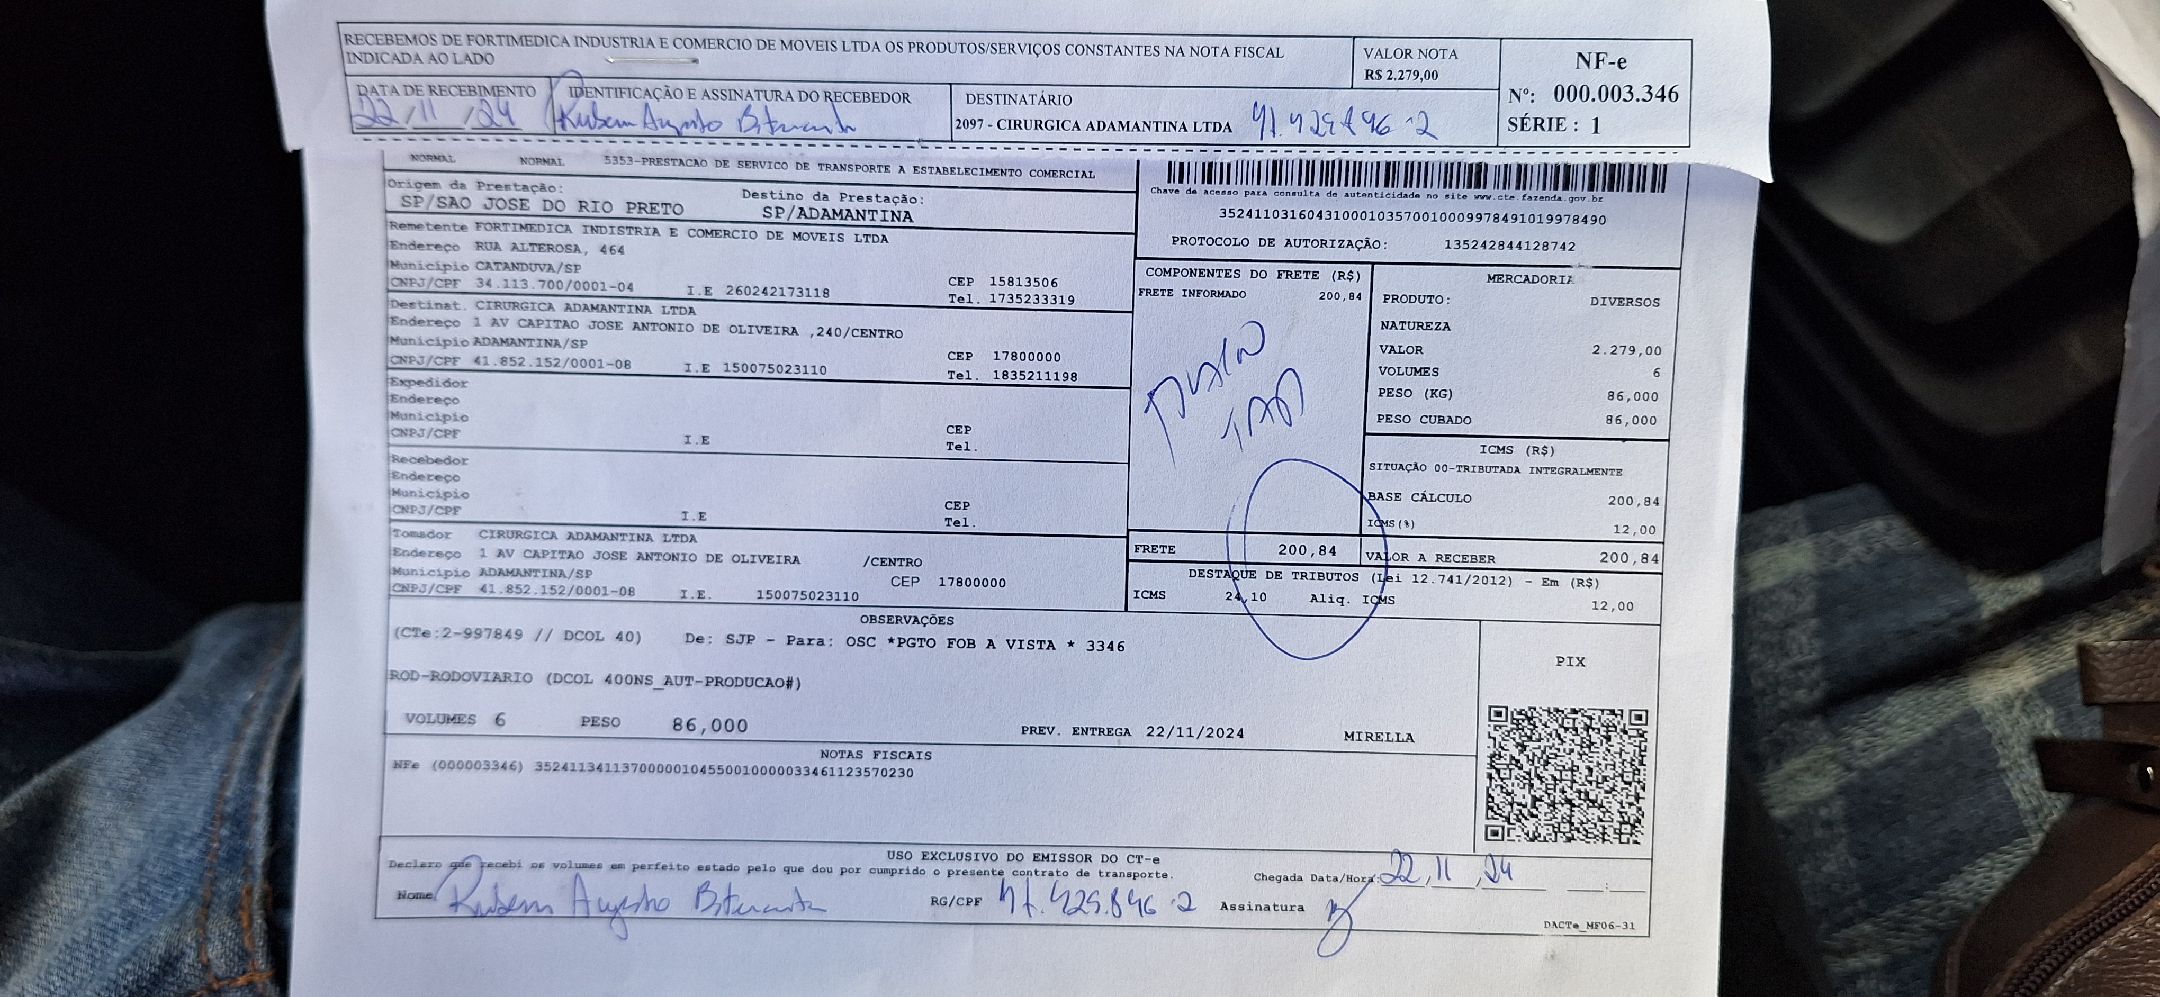 RECEBEMOS DE FORTIMEDICA INDUSTRIA E COMERCIO DE MOVEIS LTDA OS PRODUTOS/SERVIÇOS CONSTANTES NA NOTA FISCAL
INDICADA AO LADO
VALOR NOTA
R$ 2.279,00
NF-e
Nº: 000.003.346
SÉRIE : 1
DATA DE RECEBIMENTO
22/11/24
IDENTIFICAÇÃO E ASSINATURA DO RECEBEDOR
Rubem Augusto
DESTINATÁRIO
2097 - CIRURGICA ADAMANTINA LTDA
NORMAL NORMAL 5353-PRESTACAO DE SERVICO DE TRANSPORTE A ESTABELECIMENTO COMERCIAL
Origem da Prestação:
SP/SAO JOSE DO RIO PRETO
Destino da Prestação:
SP/ADAMANTINA
Remetente FORTIMEDICA INDISTRIA E COMERCIO DE MOVEIS LTDA
Endereço RUA ALTEROSA, 464
Município CATANDUVA/SP CEP 15813506
CNPJ/CPF 34.113.700/0001-04 I.E 260242173118 Tel. 1735233319
Destinat. CIRURGICA ADAMANTINA LTDA
Endereço 1 AV CAPITAO JOSE ANTONIO DE OLIVEIRA ,240/CENTRO
Município ADAMANTINA/SP CEP 17800000
CNPJ/CPF 41.852.152/0001-08 I.E 150075023110 Tel. 1835211198
Expedidor
Endereço
Município CEP
CNPJ/CPF I.E Tel.
Recebedor
Endereço
Município CEP
CNPJ/CPF I.E Tel.
Tomador CIRURGICA ADAMANTINA LTDA
Endereço 1 AV CAPITAO JOSE ANTONIO DE OLIVEIRA /CENTRO
Município ADAMANTINA/SP CEP 17800000
CNPJ/CPF 41.852.152/0001-08 I.E. 150075023110
Chave de acesso para consulta de autenticidade no site www.cte.fazenda.gov.br
35241103160431000103570010009978491019978490
PROTOCOLO DE AUTORIZAÇÃO: 135242844128742
COMPONENTES DO FRETE (R$)
FRETE INFORMADO 200,84
MERCADORIA
PRODUTO: DIVERSOS
NATUREZA
VALOR 2.279,00
VOLUMES 6
PESO (KG) 86,000
PESO CUBADO 86,000
ICMS (R$)
SITUAÇÃO 00-TRIBUTADA INTEGRALMENTE
BASE CÁLCULO 200,84
ICMS(%) 12,00
FRETE 200,84
VALOR A RECEBER 200,84
DESTAQUE DE TRIBUTOS (Lei 12.741/2012) - Em (R$)
ICMS 24,10 Aliq. ICMS 12,00
OBSERVAÇÕES
(CTe:2-997849 // DCOL 40) De: SJP - Para: OSC *PGTO FOB A VISTA * 3346
ROD-RODOVIARIO (DCOL 400NS_AUT-PRODUCAO#)
VOLUMES 6 PESO 86,000 PREV. ENTREGA 22/11/2024 MIRELLA
PIX
NOTAS FISCAIS
NFe (000003346) 35241134113700000104550010000033461123570230
USO EXCLUSIVO DO EMISSOR DO CT-e
Declaro que recebi os volumes em perfeito estado pelo que dou por cumprido o presente contrato de transporte.
Chegada Data/Hora: 22,11,24 __:__
Nome Rubem Augusto
RG/CPF
Assinatura
DACTe_MF06-31